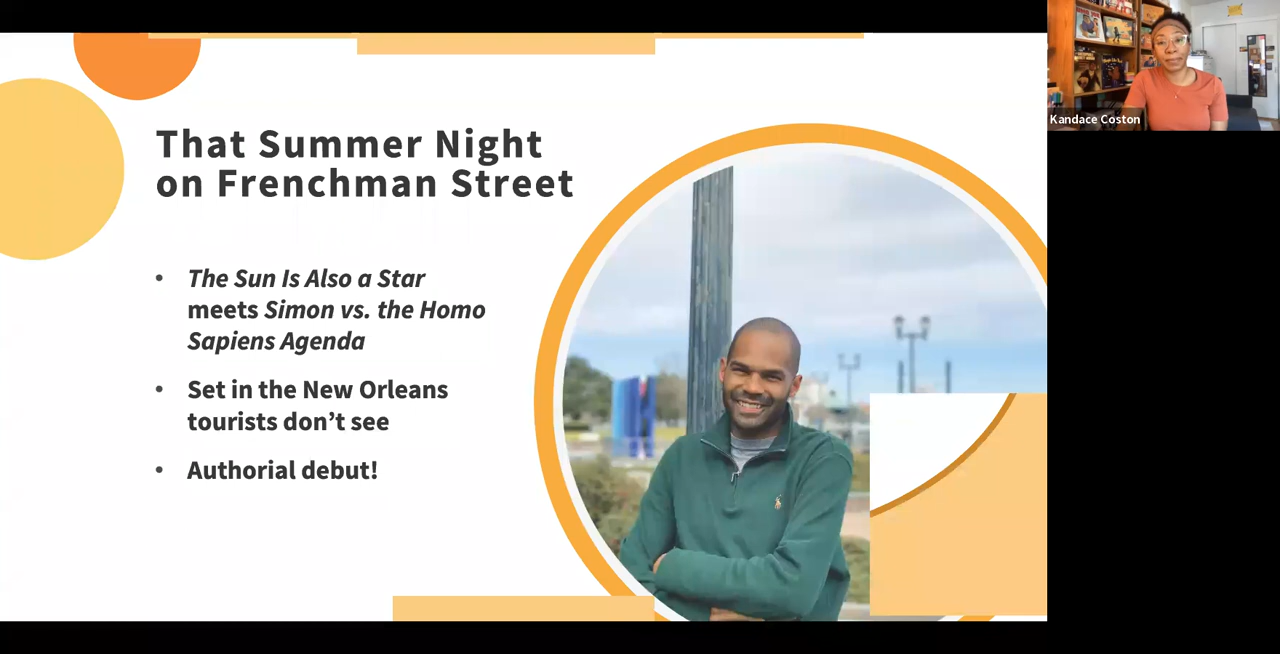 That Summer Night
on Frenchman Street
• The Sun Is Also a Star
meets Simon vs. the Homo
Sapiens Agenda
• Set in the New Orleans
tourists don’t see
• Authorial debut!
Kandace Coston